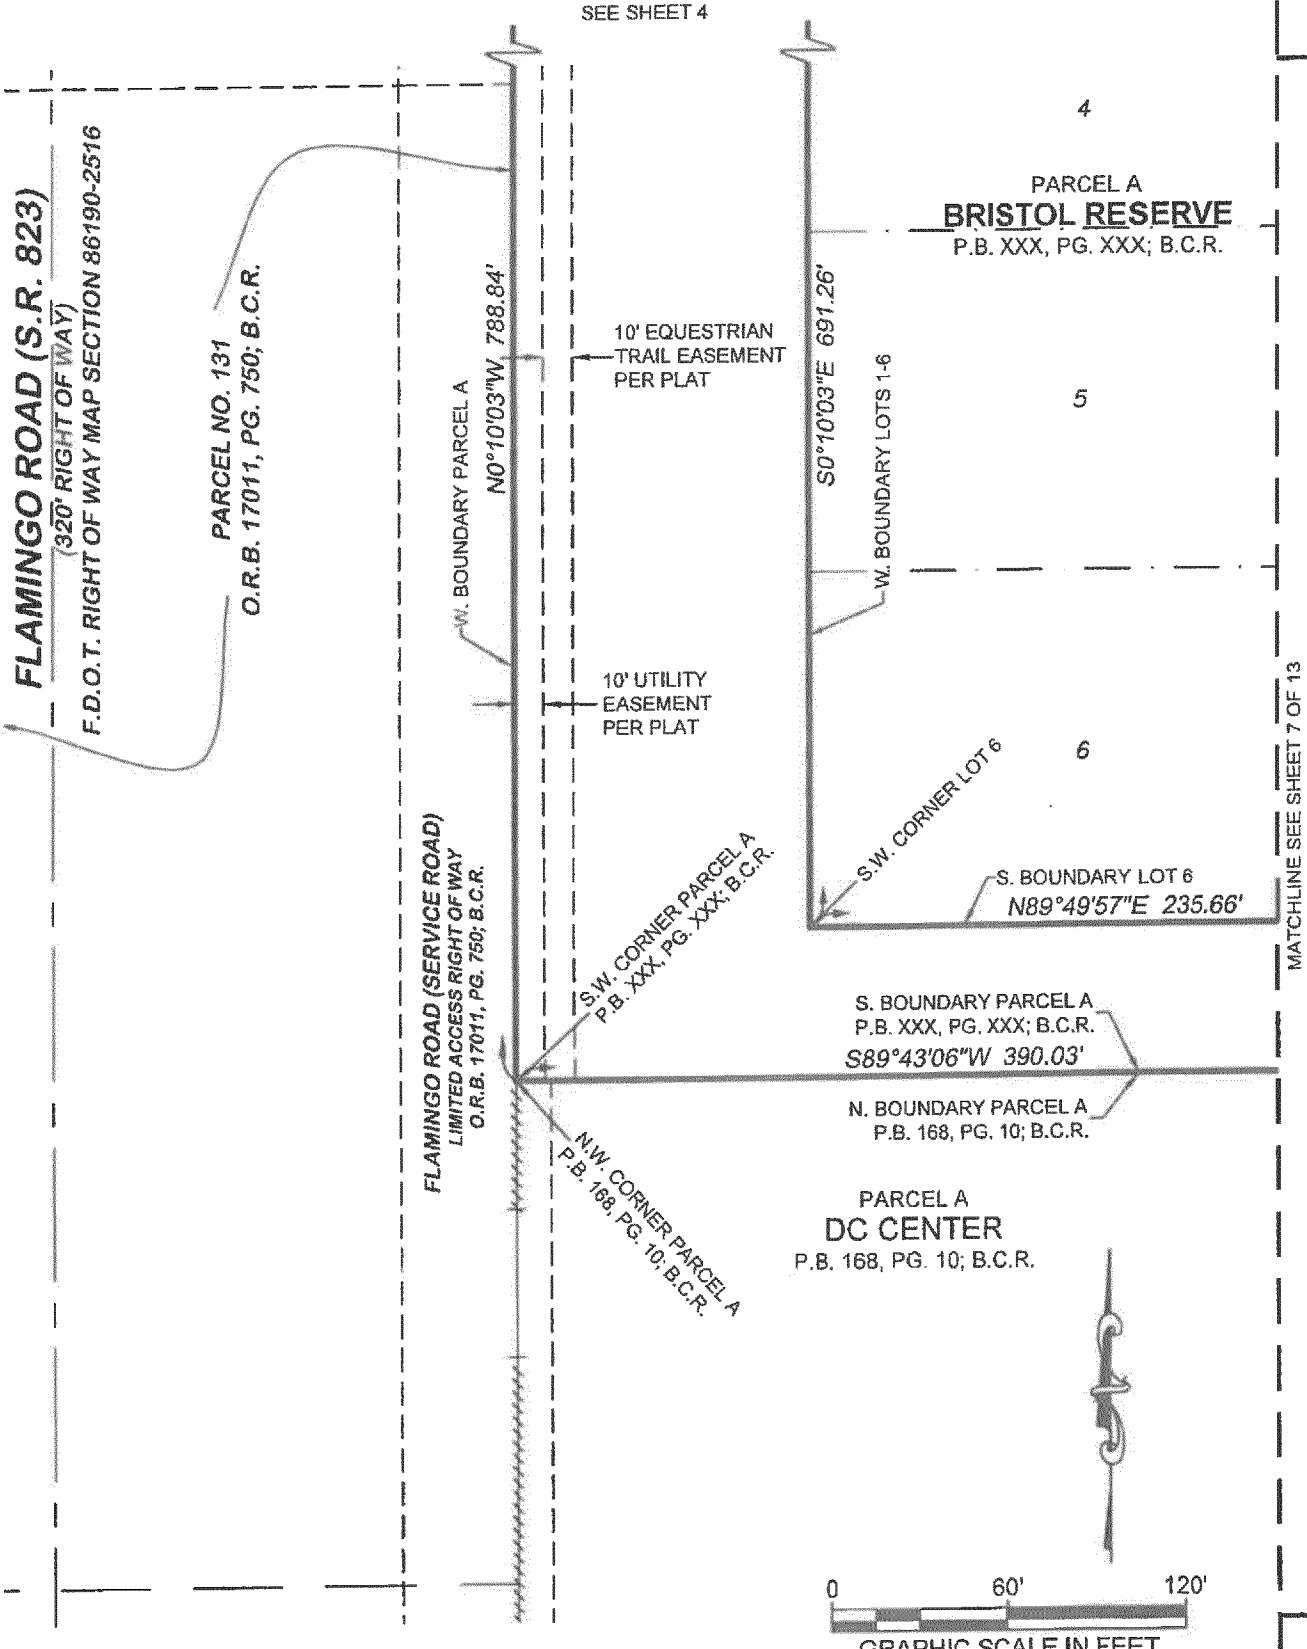 SEE SHEET 4
FLAMINGO ROAD (S.R. 823)
(320' RIGHT OF WAY)
F.D.O.T. RIGHT OF WAY MAP SECTION 86190-2516
PARCEL NO. 131
O.R.B. 17011, PG. 750; B.C.R.
W. BOUNDARY PARCEL A
N0°10'03"W 788.84'
10' EQUESTRIAN
TRAIL EASEMENT
PER PLAT
S0°10'03"E 691.26'
W. BOUNDARY LOTS 1-6
4
PARCEL A
BRISTOL RESERVE
P.B. XXX, PG. XXX; B.C.R.
5
10' UTILITY
EASEMENT
PER PLAT
6
MATCHLINE SEE SHEET 7 OF 13
S.W. CORNER LOT 6
S. BOUNDARY LOT 6
N89°49'57"E 235.66'
FLAMINGO ROAD (SERVICE ROAD)
LIMITED ACCESS RIGHT OF WAY
O.R.B. 17011, PG. 750; B.C.R.
S.W. CORNER PARCEL A
P.B. XXX, PG. XXX; B.C.R.
S. BOUNDARY PARCEL A
P.B. XXX, PG. XXX; B.C.R.
S89°43'06"W 390.03'
N. BOUNDARY PARCEL A
P.B. 168, PG. 10; B.C.R.
N.W. CORNER PARCEL A
P.B. 168, PG. 10; B.C.R.
PARCEL A
DC CENTER
P.B. 168, PG. 10; B.C.R.
0 60' 120'
GRAPHIC SCALE IN FEET